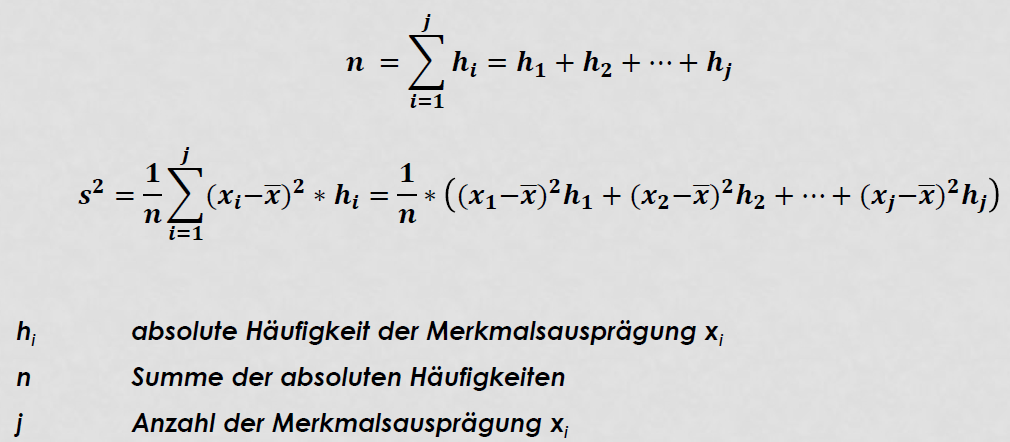 n = ∑_{i=1}^{j} h_i = h_1 + h_2 + ⋯ + h_j
s² = 1/n ∑_{i=1}^{j} (x_i − x̅)² * h_i = 1/n * ((x_1 − x̅)² h_1 + (x_2 − x̅)² h_2 + ⋯ + (x_j − x̅)² h_j)
h_i absolute Häufigkeit der Merkmalsausprägung x_i
n Summe der absoluten Häufigkeiten
j Anzahl der Merkmalsausprägung x_i